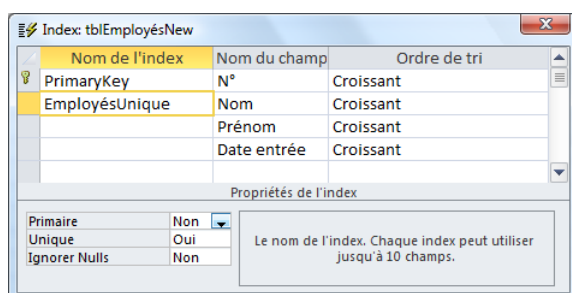 Index: tblEmployésNew
Nom de l'index Nom du champ Ordre de tri
PrimaryKey N° Croissant
EmployésUnique Nom Croissant
Prénom Croissant
Date entrée Croissant
Propriétés de l'index
Primaire Non
Unique Oui
Ignorer Nulls Non
Le nom de l'index. Chaque index peut utiliser
jusqu'à 10 champs.